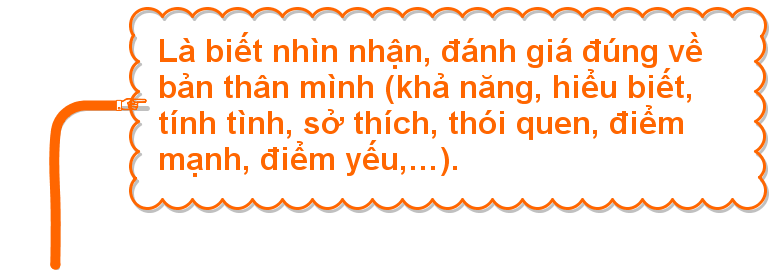 Là biết nhìn nhận, đánh giá đúng về
bản thân mình (khả năng, hiểu biết,
tính tình, sở thích, thói quen, điểm
mạnh, điểm yếu,…).